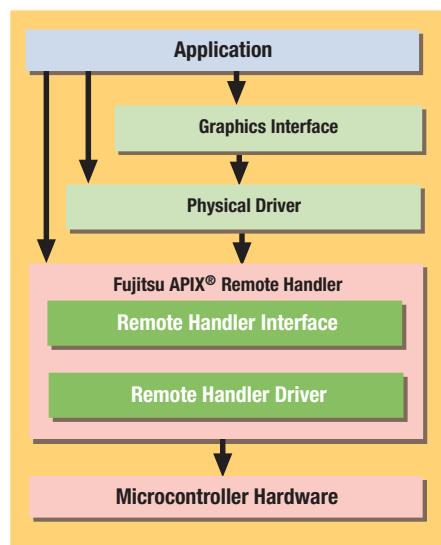 Application
Graphics Interface
Physical Driver
Fujitsu APIX® Remote Handler
Remote Handler Interface
Remote Handler Driver
Microcontroller Hardware